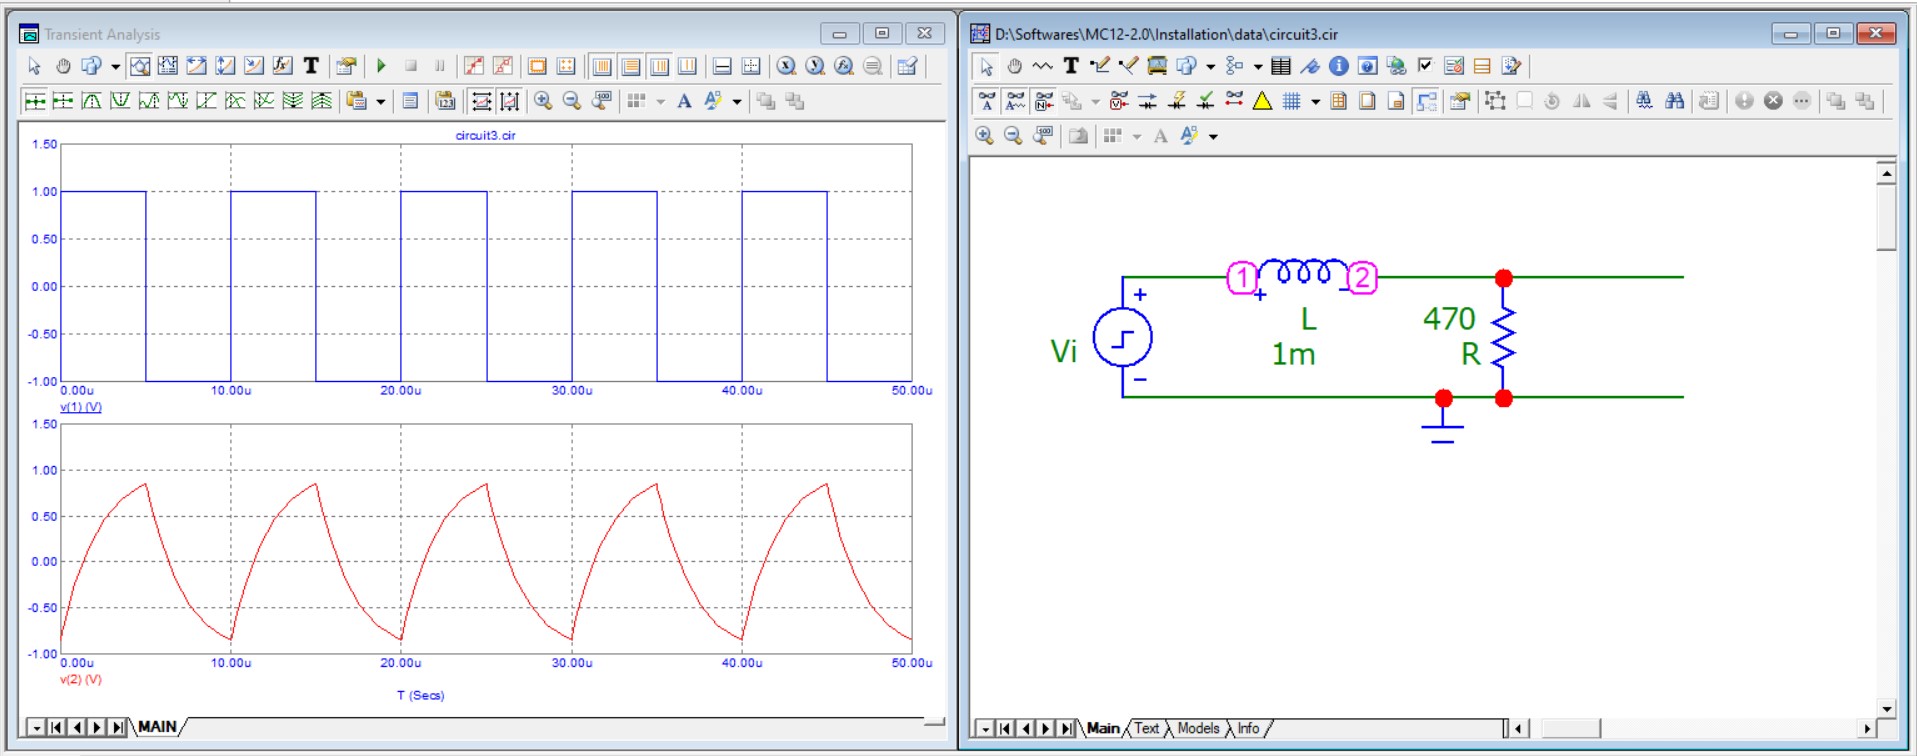 Transient Analysis
circuit3.cir
1.50
1.00
0.50
0.00
-0.50
-1.00
0.00u 10.00u 20.00u 30.00u 40.00u 50.00u
v(1) (V)
1.50
1.00
0.50
0.00
-0.50
-1.00
0.00u 10.00u 20.00u 30.00u 40.00u 50.00u
v(2) (V)
T (Secs)
MAIN
D:\Softwares\MC12-2.0\Installation\data\circuit3.cir
1 2
+ +
L 470
Vi 1m R
Main Text Models Info